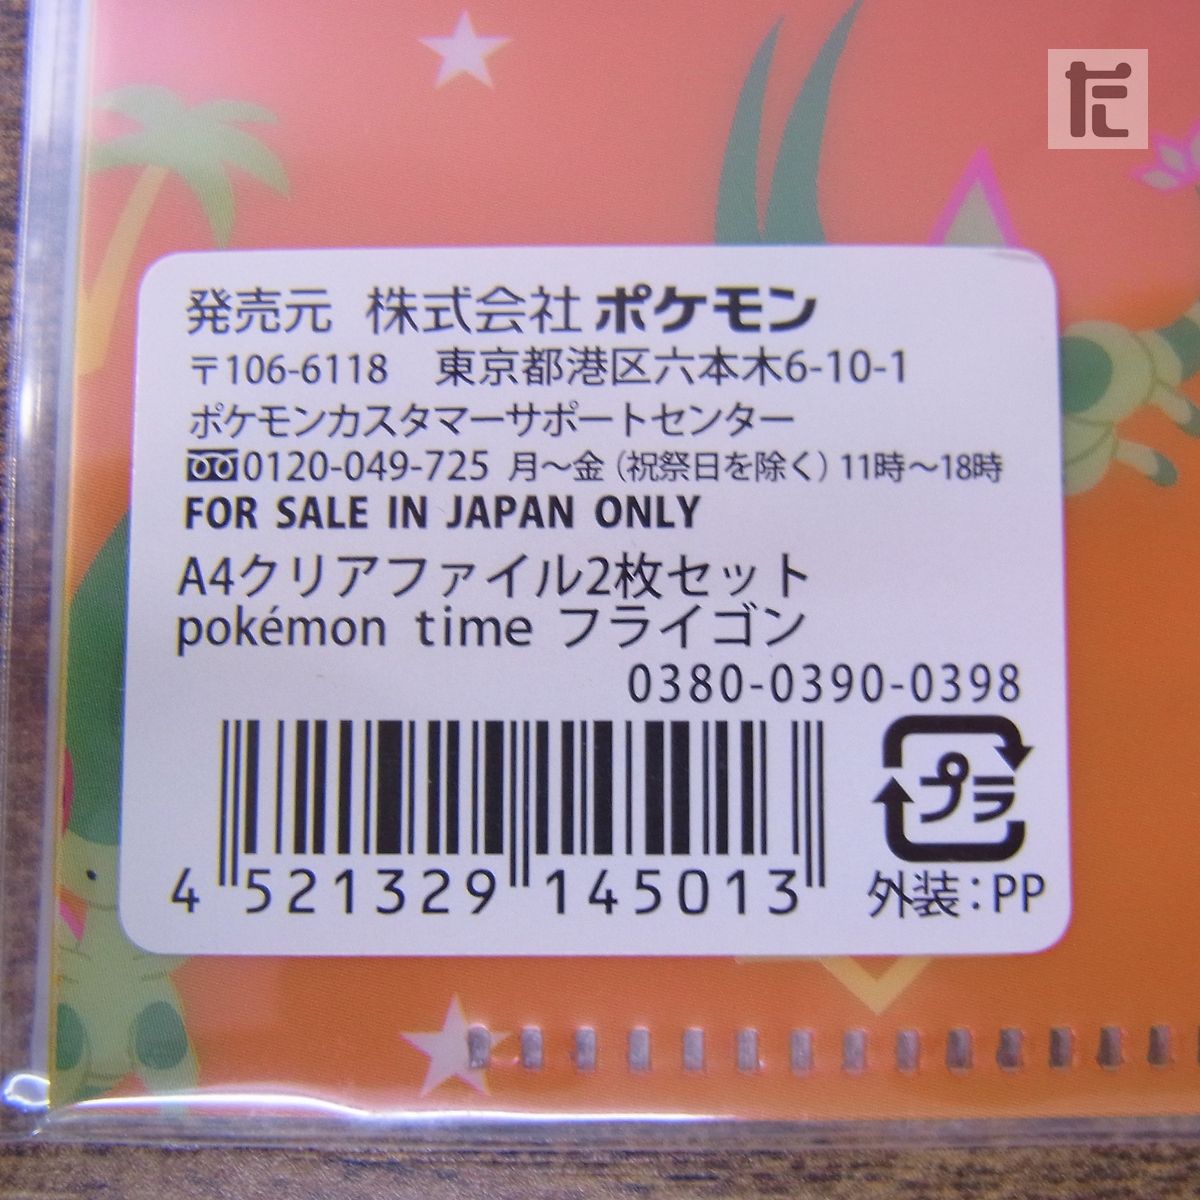 だ
発売元 株式会社ポケモン
〒106-6118 東京都港区六本木6-10-1
ポケモンカスタマーサポートセンター
0120-049-725 月～金（祝祭日を除く）11時～18時
FOR SALE IN JAPAN ONLY
A4クリアファイル2枚セット
pokémon time フライゴン
0380-0390-0398
4 521329 145013
プラ
外装：PP